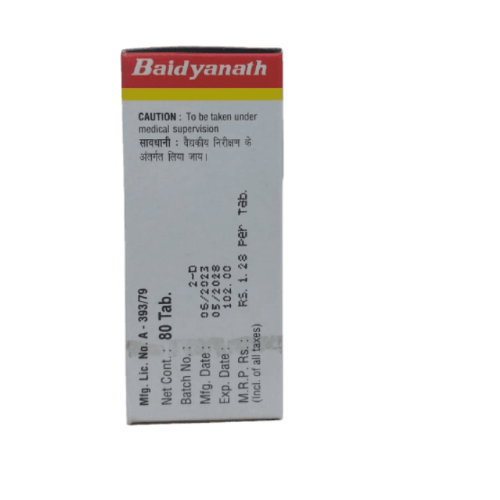 Baidyanath
CAUTION : To be taken under
medical supervision
सावधानी : वैद्यकीय निरीक्षण के
अंतर्गत लिया जाय।
Mfg. Lic. No. A - 393/79
Net Cont. : 80 Tab.
Batch No. : 2-D
Mfg. Date : 06/2023
Exp. Date : 05/2028
M.R.P. Rs. : 102.00
(Incl. of all taxes) RS. 1.28 Per Tab.